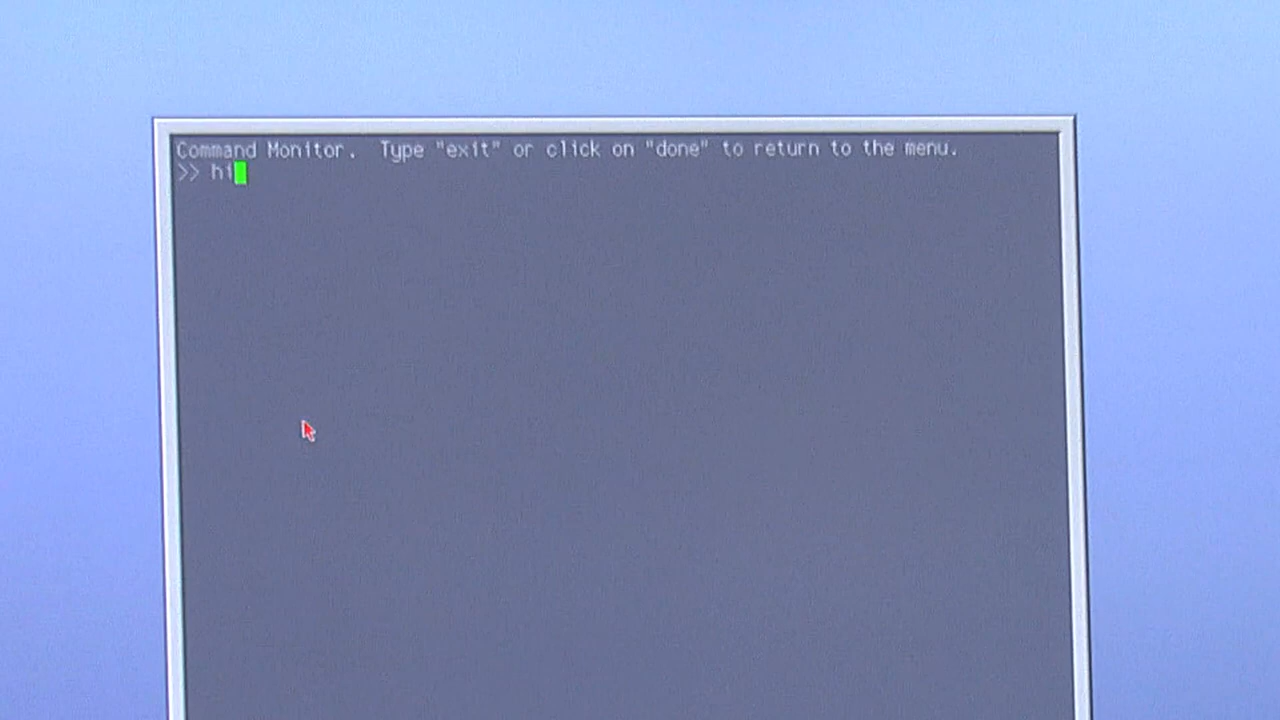 Command Monitor. Type "exit" or click on "done" to return to the menu.
>> hi